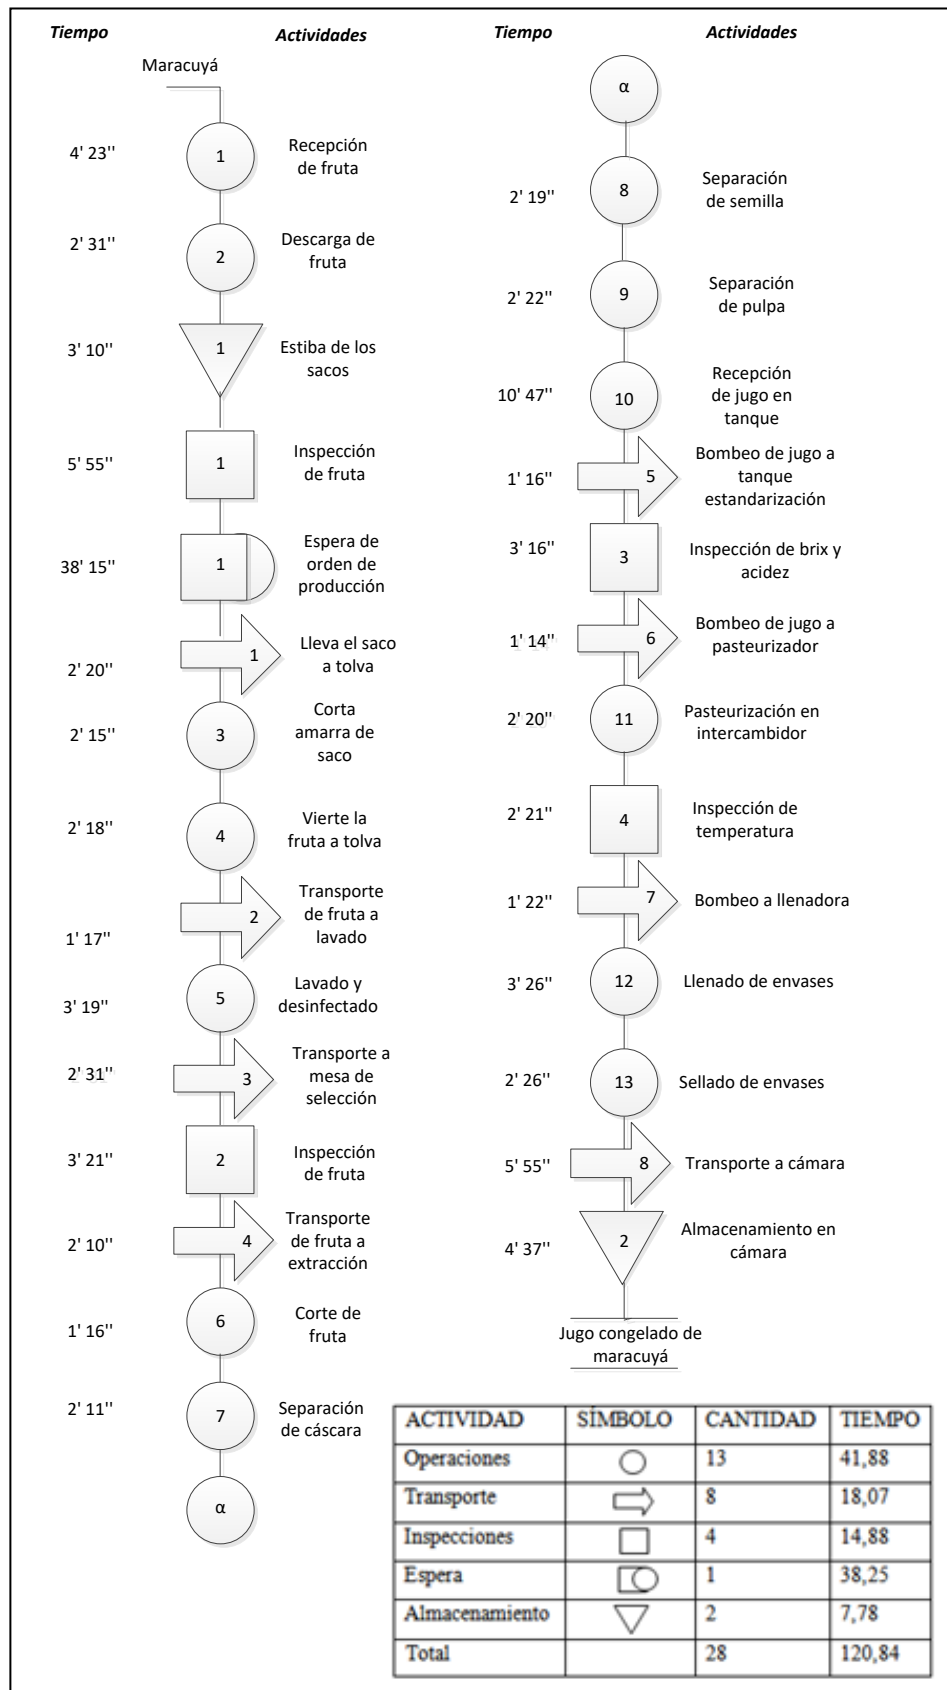 Tiempo Actividades
Maracuyá
4' 23'' 1 Recepción
de fruta
2' 31'' 2 Descarga de
fruta
3' 10'' 1 Estiba de los
sacos
5' 55'' 1 Inspección
de fruta
38' 15'' 1 Espera de
orden de
producción
2' 20'' 1 Lleva el saco
a tolva
2' 15'' 3 Corta
amarra de
saco
2' 18'' 4 Vierte la
fruta a tolva
1' 17'' 2 Transporte
de fruta a
lavado
3' 19'' 5 Lavado y
desinfectado
2' 31'' 3 Transporte a
mesa de
selección
3' 21'' 2 Inspección
de fruta
2' 10'' 4 Transporte
de fruta a
extracción
1' 16'' 6 Corte de
fruta
2' 11'' 7 Separación
de cáscara
α
Tiempo Actividades
α
2' 19'' 8 Separación
de semilla
2' 22'' 9 Separación
de pulpa
10' 47'' 10 Recepción
de jugo en
tanque
1' 16'' 5 Bombeo de jugo a
tanque
estandarización
3' 16'' 3 Inspección de brix y
acidez
1' 14'' 6 Bombeo de jugo a
pasteurizador
2' 20'' 11 Pasteurización en
intercambidor
2' 21'' 4 Inspección de
temperatura
1' 22'' 7 Bombeo a llenadora
3' 26'' 12 Llenado de envases
2' 26'' 13 Sellado de envases
5' 55'' 8 Transporte a cámara
4' 37'' 2 Almacenamiento en
cámara
Jugo congelado de
maracuyá
ACTIVIDAD SÍMBOLO CANTIDAD TIEMPO
Operaciones 13 41,88
Transporte 8 18,07
Inspecciones 4 14,88
Espera 1 38,25
Almacenamiento 2 7,78
Total 28 120,84